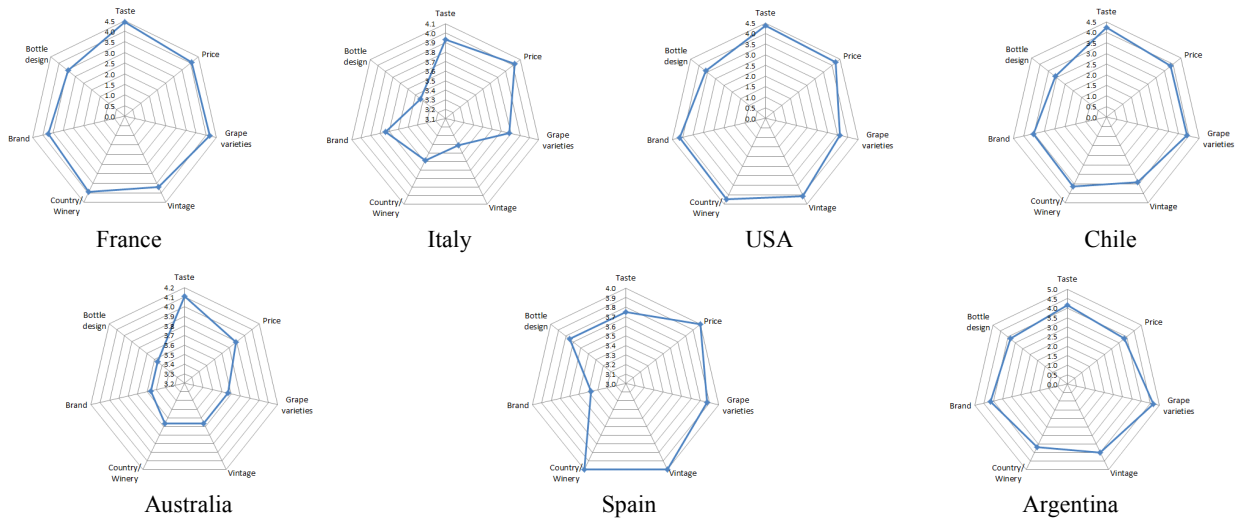 Taste
4.5
4.0
3.5
3.0
2.5
2.0
1.5
1.0
0.5
0.0
Price
Grape
varieties
Vintage
Country/
Winery
Brand
Bottle
design
France
Taste
4.1
4.0
3.9
3.8
3.7
3.6
3.5
3.4
3.3
3.2
3.1
Price
Grape
varieties
Vintage
Country/
Winery
Brand
Bottle
design
Italy
Taste
4.5
4.0
3.5
3.0
2.5
2.0
1.5
1.0
0.5
0.0
Price
Grape
varieties
Vintage
Country/
Winery
Brand
Bottle
design
USA
Taste
4.5
4.0
3.5
3.0
2.5
2.0
1.5
1.0
0.5
0.0
Price
Grape
varieties
Vintage
Country/
Winery
Brand
Bottle
design
Chile
Taste
4.2
4.1
4.0
3.9
3.8
3.7
3.6
3.5
3.4
3.3
3.2
Price
Grape
varieties
Vintage
Country/
Winery
Brand
Bottle
design
Australia
Taste
4.0
3.9
3.8
3.7
3.6
3.5
3.4
3.3
3.2
3.1
3.0
Price
Grape
varieties
Vintage
Country/
Winery
Brand
Bottle
design
Spain
Taste
5.0
4.5
4.0
3.5
3.0
2.5
2.0
1.5
1.0
0.5
0.0
Price
Grape
varieties
Vintage
Country/
Winery
Brand
Bottle
design
Argentina